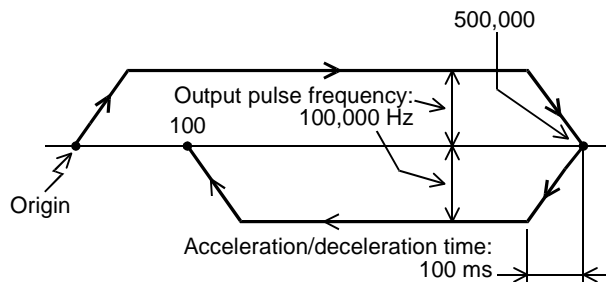 500,000
Output pulse frequency:
100,000 Hz
100
Origin
Acceleration/deceleration time:
100 ms